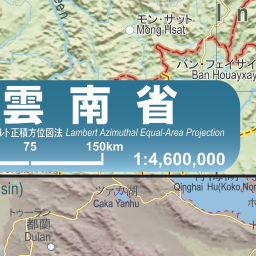 モン·サット
Mong Hsat
In
バン·フェイサイ
Ban Houayxay
雲南省
ルト正積方位図法 Lambert Azimuthal Equal-Area Projection
75 150km
1:4,600,000
sin)
ツァカ湖
Caka Yanhu
Qinghai Hu(Koko Nor
トゥーラン
都蘭
Dulan